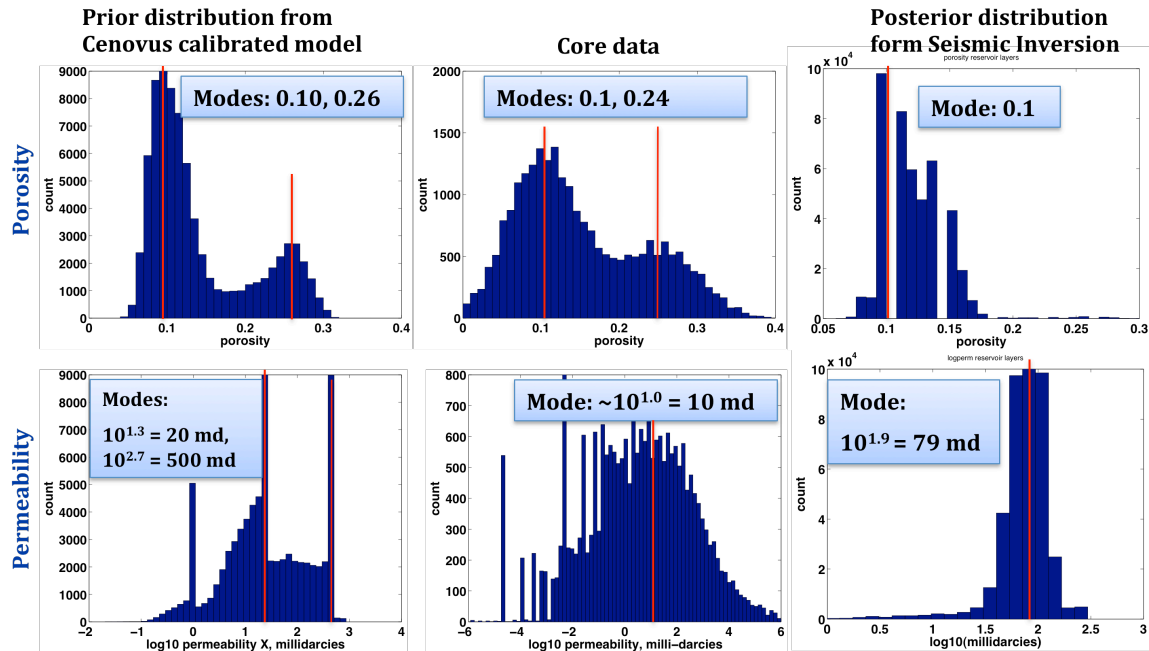 Prior distribution from
Cenovus calibrated model
Core data
Posterior distribution
form Seismic Inversion
Porosity
9000
8000
7000
6000
5000
4000
3000
2000
1000
0
count
Modes: 0.10, 0.26
0 0.1 0.2 0.3 0.4
porosity
2000
1500
1000
500
0
count
Modes: 0.1, 0.24
0 0.1 0.2 0.3 0.4
porosity
porosity reservoir layers
x 10⁴
10
8
6
4
2
0
count
Mode: 0.1
0.05 0.1 0.15 0.2 0.25 0.3
porosity
Permeability
9000
8000
7000
6000
5000
4000
3000
2000
1000
0
count
Modes:
10^1.3 = 20 md,
10^2.7 = 500 md
−2 −1 0 1 2 3 4
log10 permeability X, millidarcies
800
700
600
500
400
300
200
100
0
count
Mode: ~10^1.0 = 10 md
−6 −4 −2 0 2 4 6
log10 permeability, milli−darcies
logperm reservoir layers
x 10⁴
10
8
6
4
2
0
count
Mode:
10^1.9 = 79 md
0 0.5 1 1.5 2 2.5 3
log10(millidarcies)